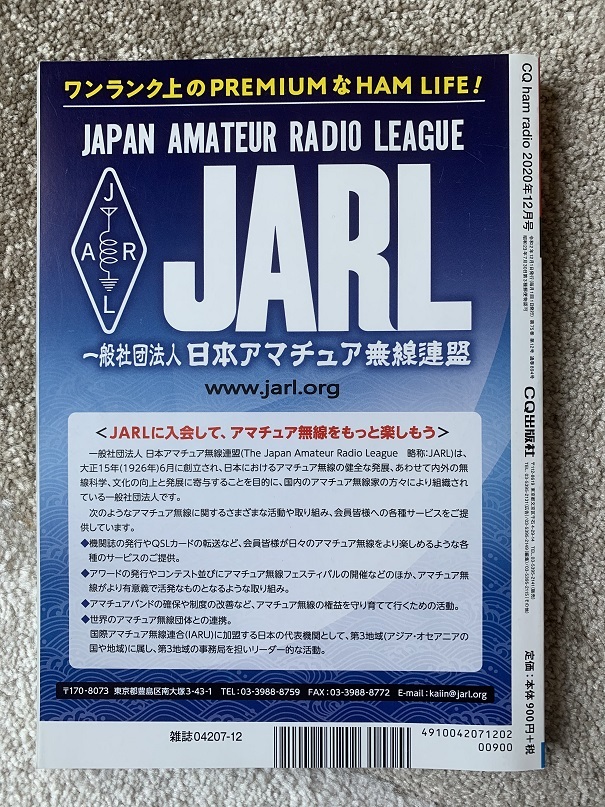 ワンランク上のPREMIUMなHAM LIFE!
JAPAN AMATEUR RADIO LEAGUE
J
A R
L
JARL
一般社団法人 日本アマチュア無線連盟
www.jarl.org
<JARLに入会して、アマチュア無線をもっと楽しもう>
一般社団法人 日本アマチュア無線連盟(The Japan Amateur Radio League 略称:JARL)は、
大正15年(1926年)6月に創立され、日本におけるアマチュア無線の健全な発展、あわせて内外の無
線科学、文化の向上と発展に寄与することを目的に、国内のアマチュア無線家の方々により組織され
ている一般社団法人です。
次のようなアマチュア無線に関するさまざまな活動や取り組み、会員皆様への各種サービスをご提
供しています。
◆機関誌の発行やQSLカードの転送など、会員皆様が日々のアマチュア無線をより楽しめるような各
種のサービスのご提供。
◆アワードの発行やコンテスト並びにアマチュア無線フェスティバルの開催などのほか、アマチュア無
線がより有意義で活発なものとなるような取り組み。
◆アマチュアバンドの確保や制度の改善など、アマチュア無線の権益を守り育てて行くための活動。
◆世界のアマチュア無線団体との連携。
国際アマチュア無線連合(IARU)に加盟する日本の代表機関として、第3地域(アジア・オセアニアの
国や地域)に属し、第3地域の事務局を担いリーダー的な活動。
〒170-8073 東京都豊島区南大塚3-43-1 TEL:03-3988-8759 FAX:03-3988-8772 E-mail:kaiin@jarl.org
雑誌04207-12
4910042071202
00900
CQ ham radio 2020年12月号
CQ出版社
定価:本体900円+税